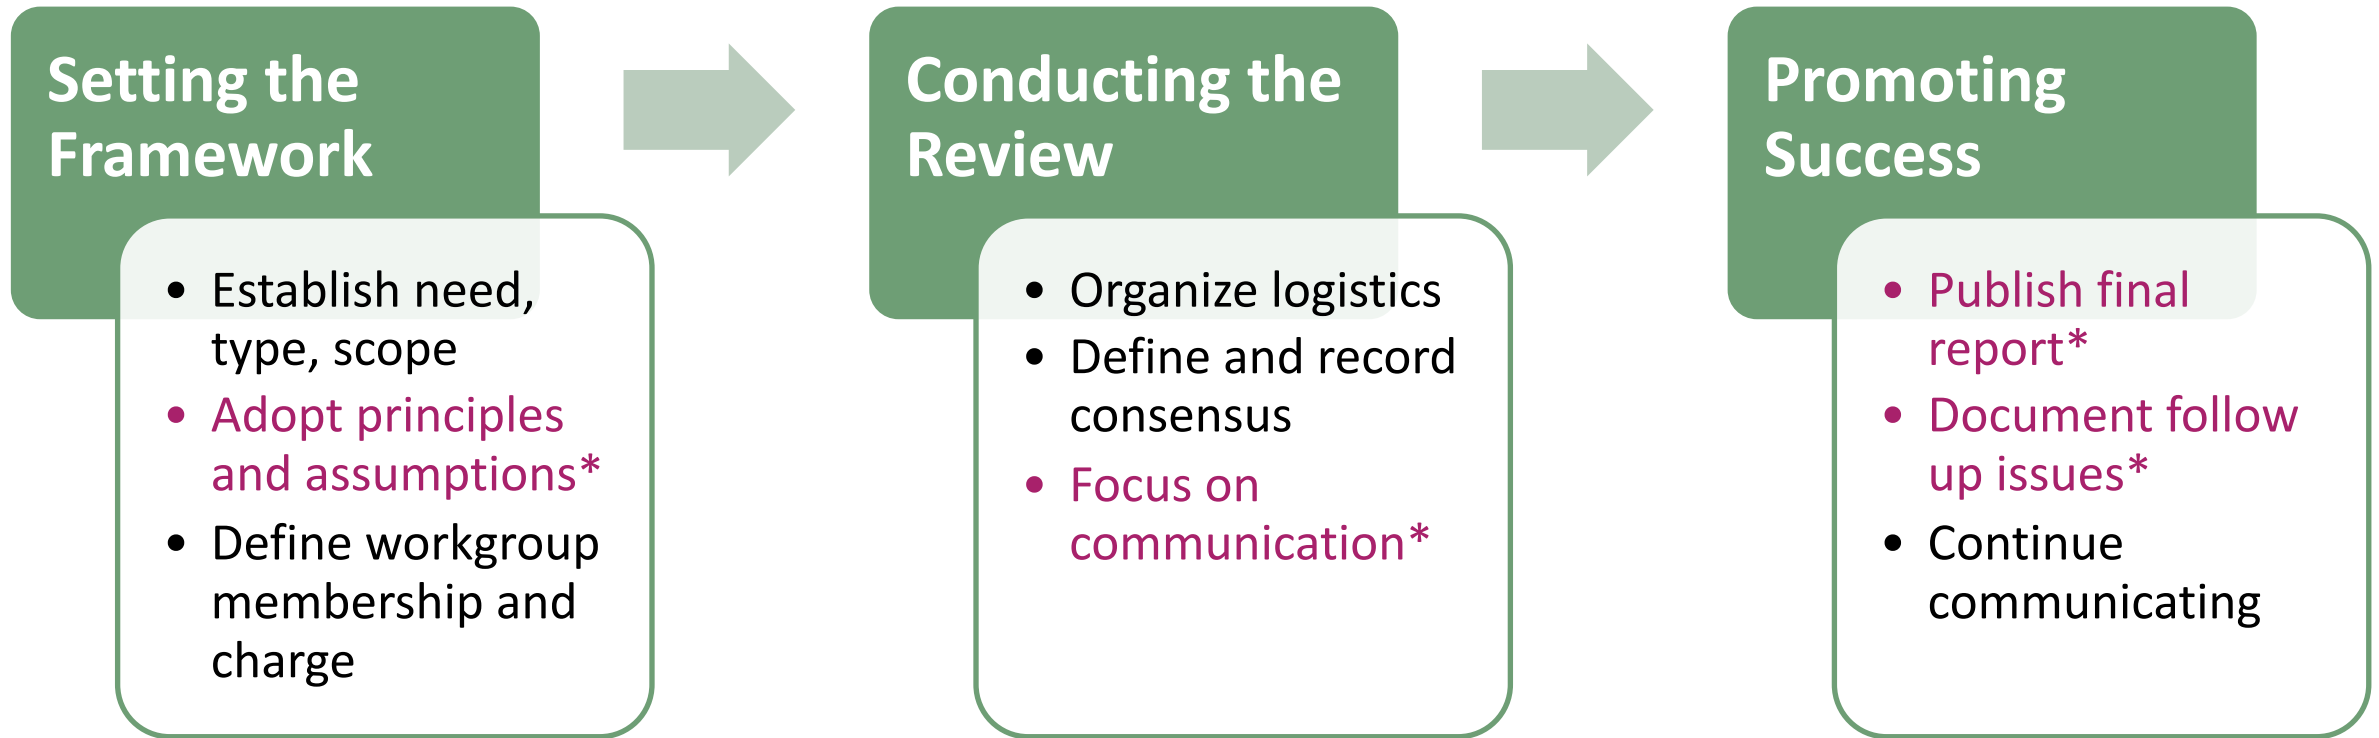 Setting the
Framework
• Establish need,
type, scope
• Adopt principles
and assumptions*
• Define workgroup
membership and
charge
Conducting the
Review
• Organize logistics
• Define and record
consensus
• Focus on
communication*
Promoting
Success
• Publish final
report*
• Document follow
up issues*
• Continue
communicating